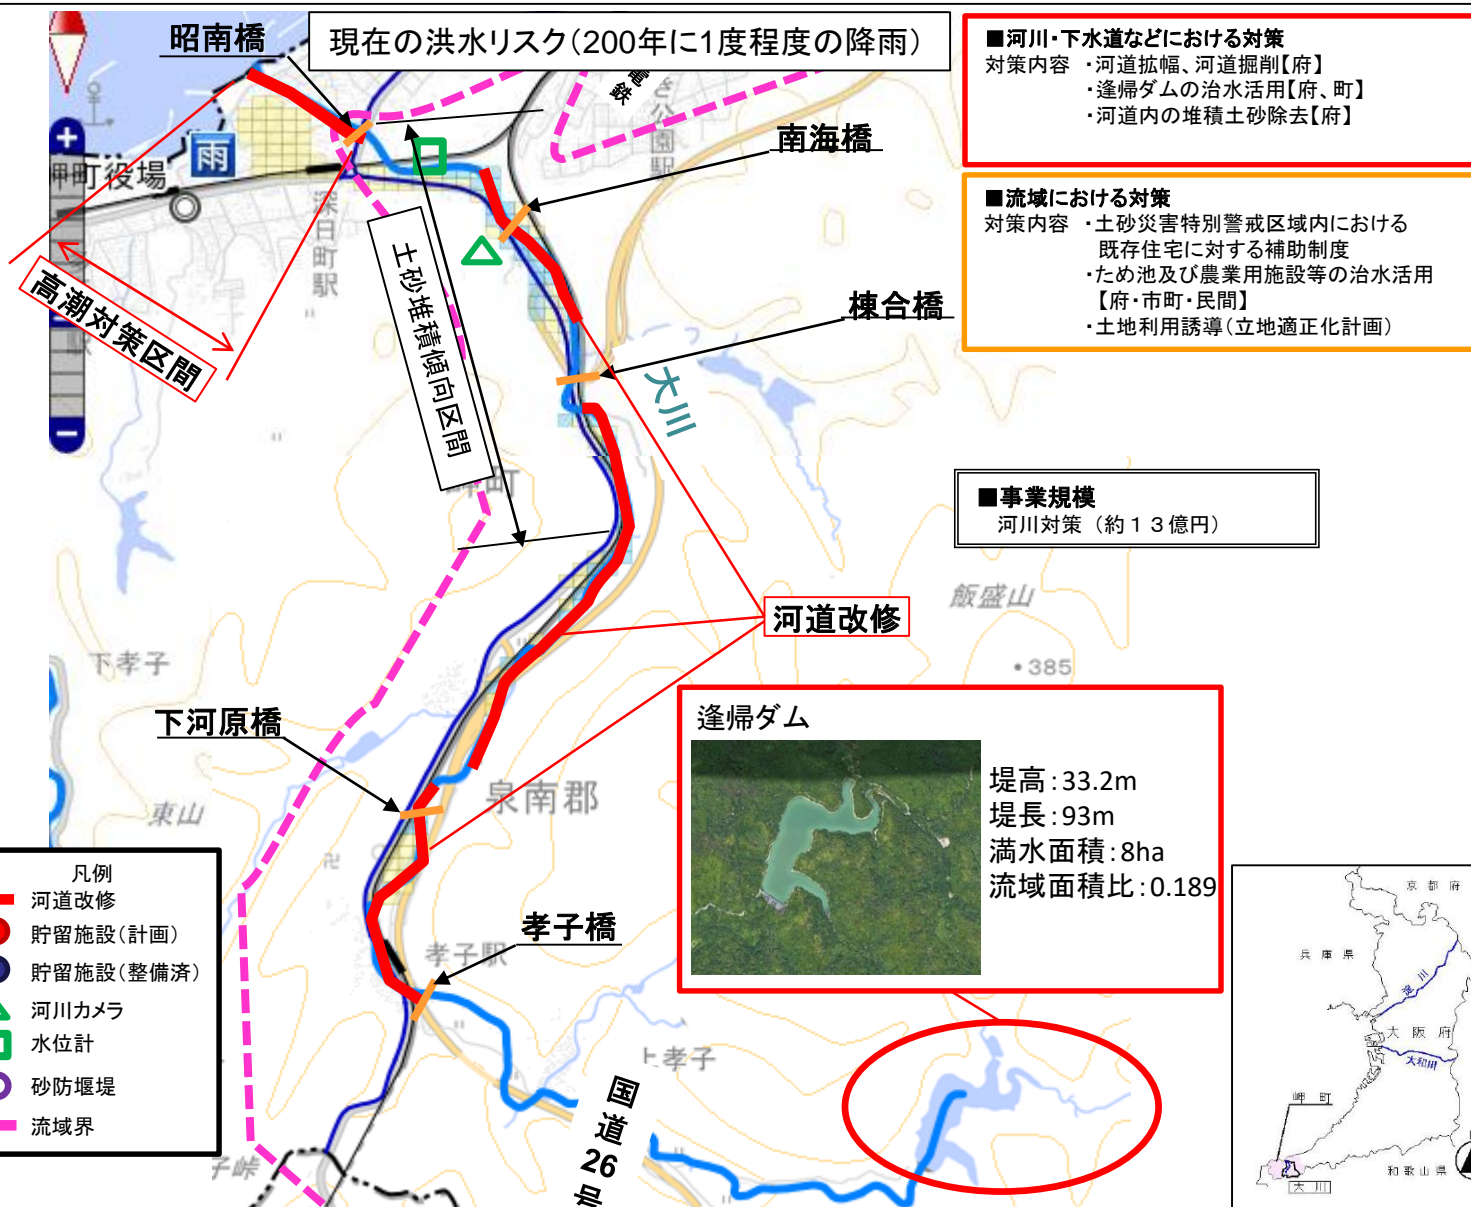 現在の洪水リスク(200年に1度程度の降雨)
昭南橋
■河川・下水道などにおける対策
対策内容 ・河道拡幅、河道掘削【府】
・逢帰ダムの治水活用【府、町】
・河道内の堆積土砂除去【府】
■流域における対策
対策内容 ・土砂災害特別警戒区域内における
既存住宅に対する補助制度
・ため池及び農業用施設等の治水活用
【府・市町・民間】
・土地利用誘導(立地適正化計画)
■事業規模
河川対策（約１３億円）
電鉄
き公園駅
南海橋
雨
岬町役場
深日町駅
高潮対策区間
土砂堆積傾向区間
棟合橋
大川
岬町
飯盛山
・385
河道改修
下孝子
下河原橋
東山
泉南郡
逢帰ダム
堤高:33.2m
堤長:93m
満水面積:8ha
流域面積比:0.189
凡例
河道改修
貯留施設(計画)
貯留施設(整備済)
河川カメラ
水位計
砂防堰堤
流域界
孝子橋
孝子駅
上孝子
国道26号
子峠
京都府
兵庫県
淀川
大阪府
大和川
岬町
和歌山県
大川